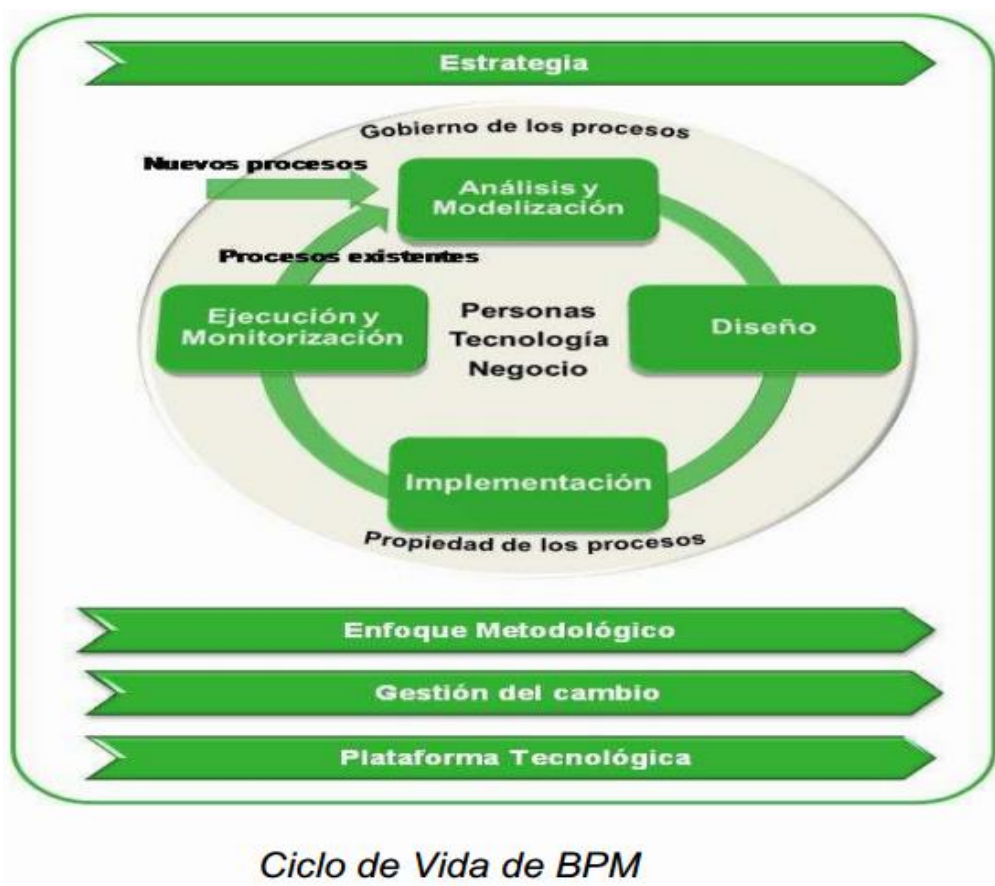 Estrategia
Gobierno de los procesos
Nuevos procesos
Análisis y
Modelización
Procesos existentes
Ejecución y
Monitorización
Personas
Tecnología
Negocio
Diseño
Implementación
Propiedad de los procesos
Enfoque Metodológico
Gestión del cambio
Plataforma Tecnológica
Ciclo de Vida de BPM